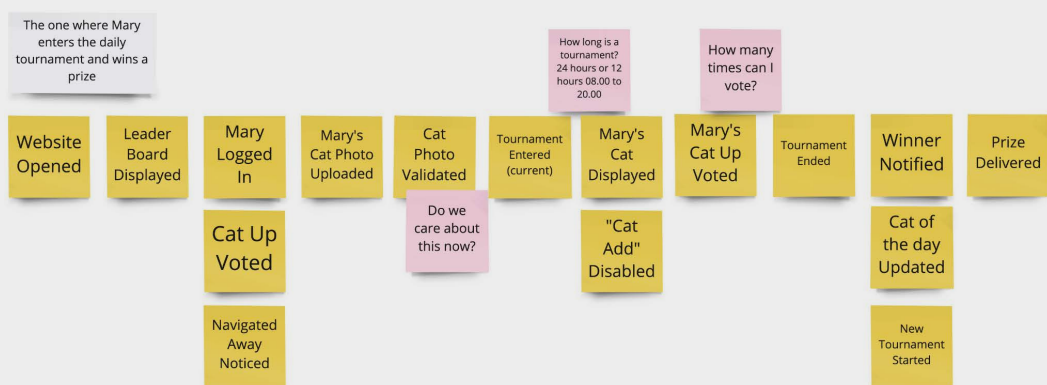 The one where Mary
enters the daily
tournament and wins a
prize
How long is a
tournament?
24 hours or 12
hours 08.00 to
20.00
How many
times can I
vote?
Website
Opened
Leader
Board
Displayed
Mary
Logged
In
Mary's
Cat Photo
Uploaded
Cat
Photo
Validated
Tournament
Entered
(current)
Mary's
Cat
Displayed
Mary's
Cat Up
Voted
Tournament
Ended
Winner
Notified
Prize
Delivered
Cat Up
Voted
Do we
care about
this now?
"Cat
Add"
Disabled
Cat of
the day
Updated
Navigated
Away
Noticed
New
Tournament
Started